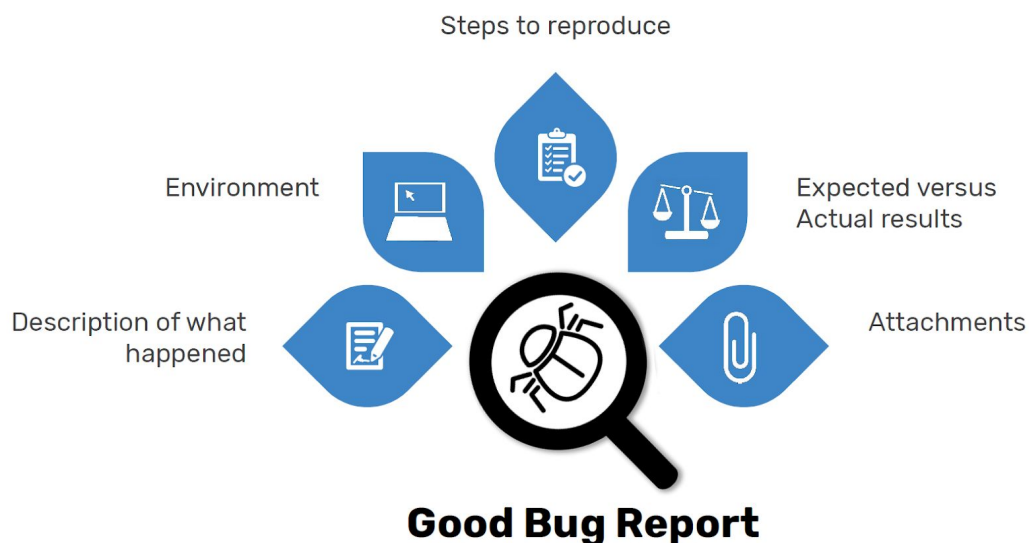 Steps to reproduce
Environment
Expected versus
Actual results
Description of what
happened
Attachments
Good Bug Report